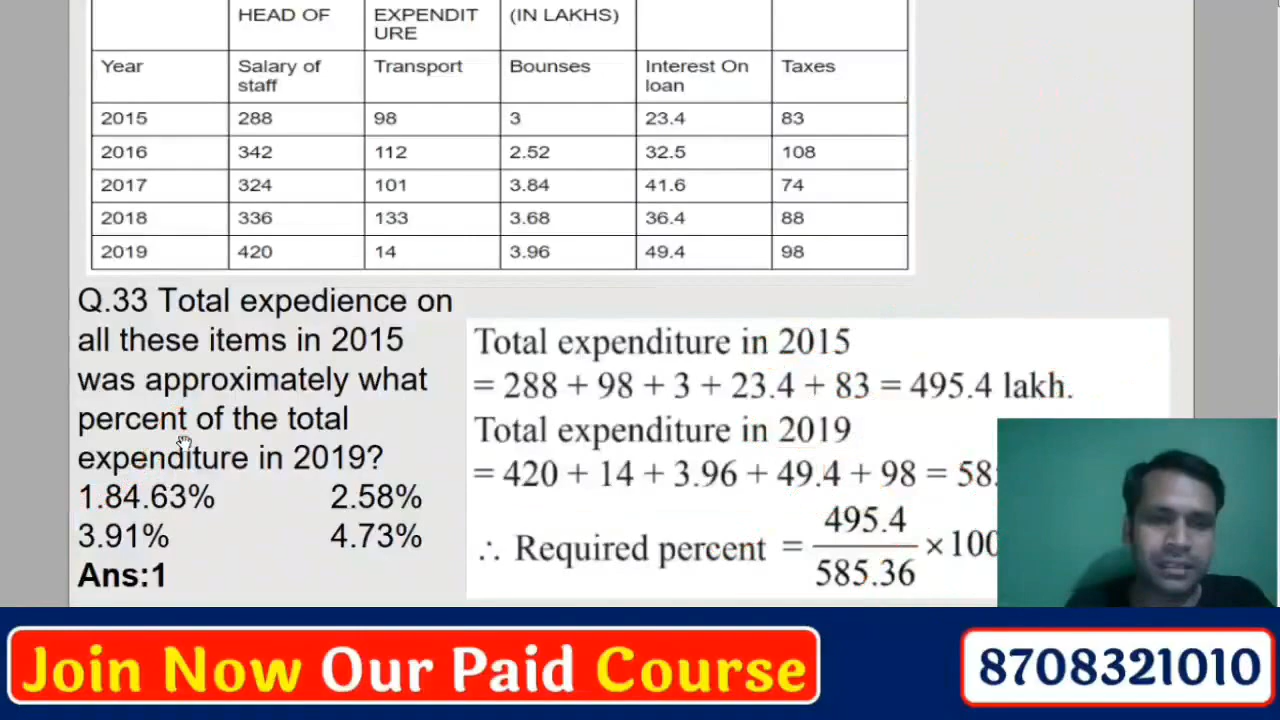 HEAD OF EXPENDIT (IN LAKHS)
URE
Year Salary of Transport Bounses Interest On Taxes
staff loan
2015 288 98 3 23.4 83
2016 342 112 2.52 32.5 108
2017 324 101 3.84 41.6 74
2018 336 133 3.68 36.4 88
2019 420 14 3.96 49.4 98
Q.33 Total expedience on
all these items in 2015
was approximately what
percent of the total
expenditure in 2019?
1.84.63% 2.58%
3.91% 4.73%
Ans:1
Total expenditure in 2015
= 288 + 98 + 3 + 23.4 + 83 = 495.4 lakh.
Total expenditure in 2019
= 420 + 14 + 3.96 + 49.4 + 98 = 58
∴ Required percent = 495.4/585.36 × 100
Join Now Our Paid Course
8708321010